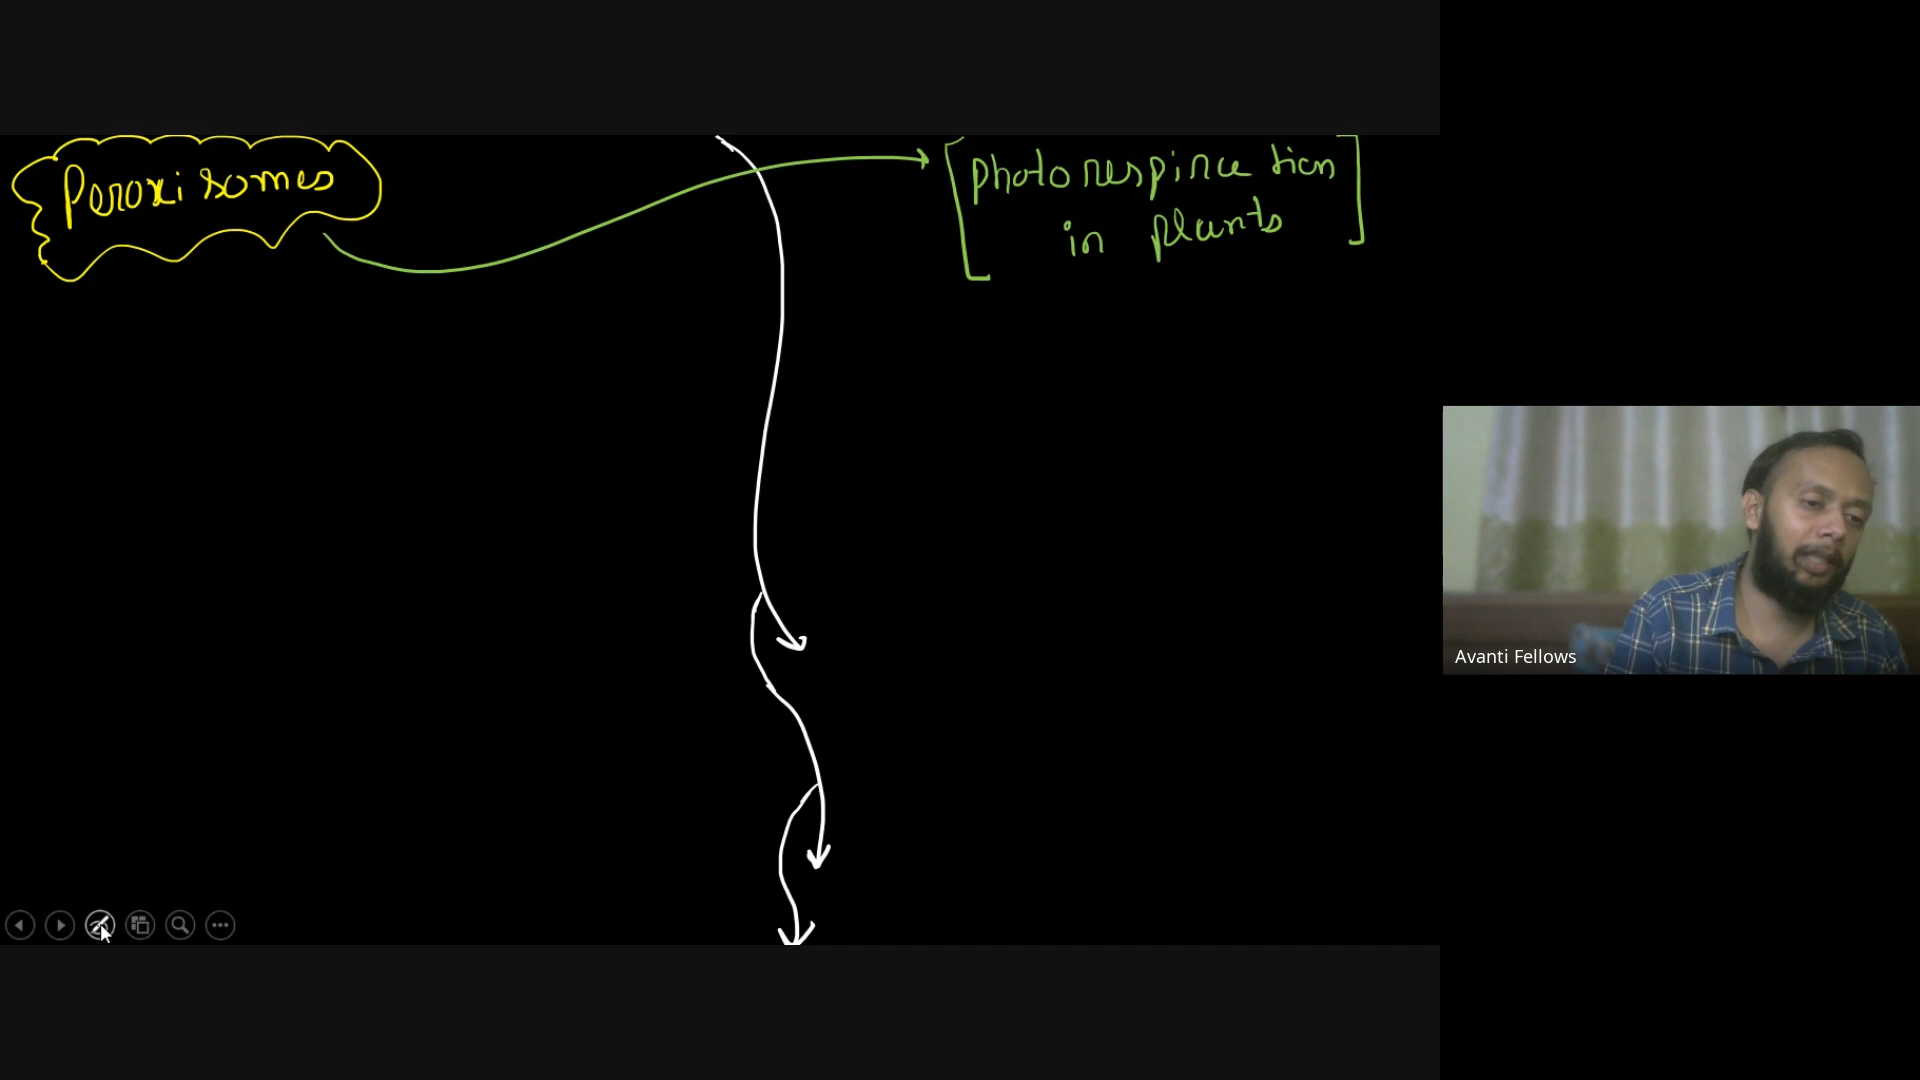 Peroxisomes
photorespiration
in plants
Avanti Fellows